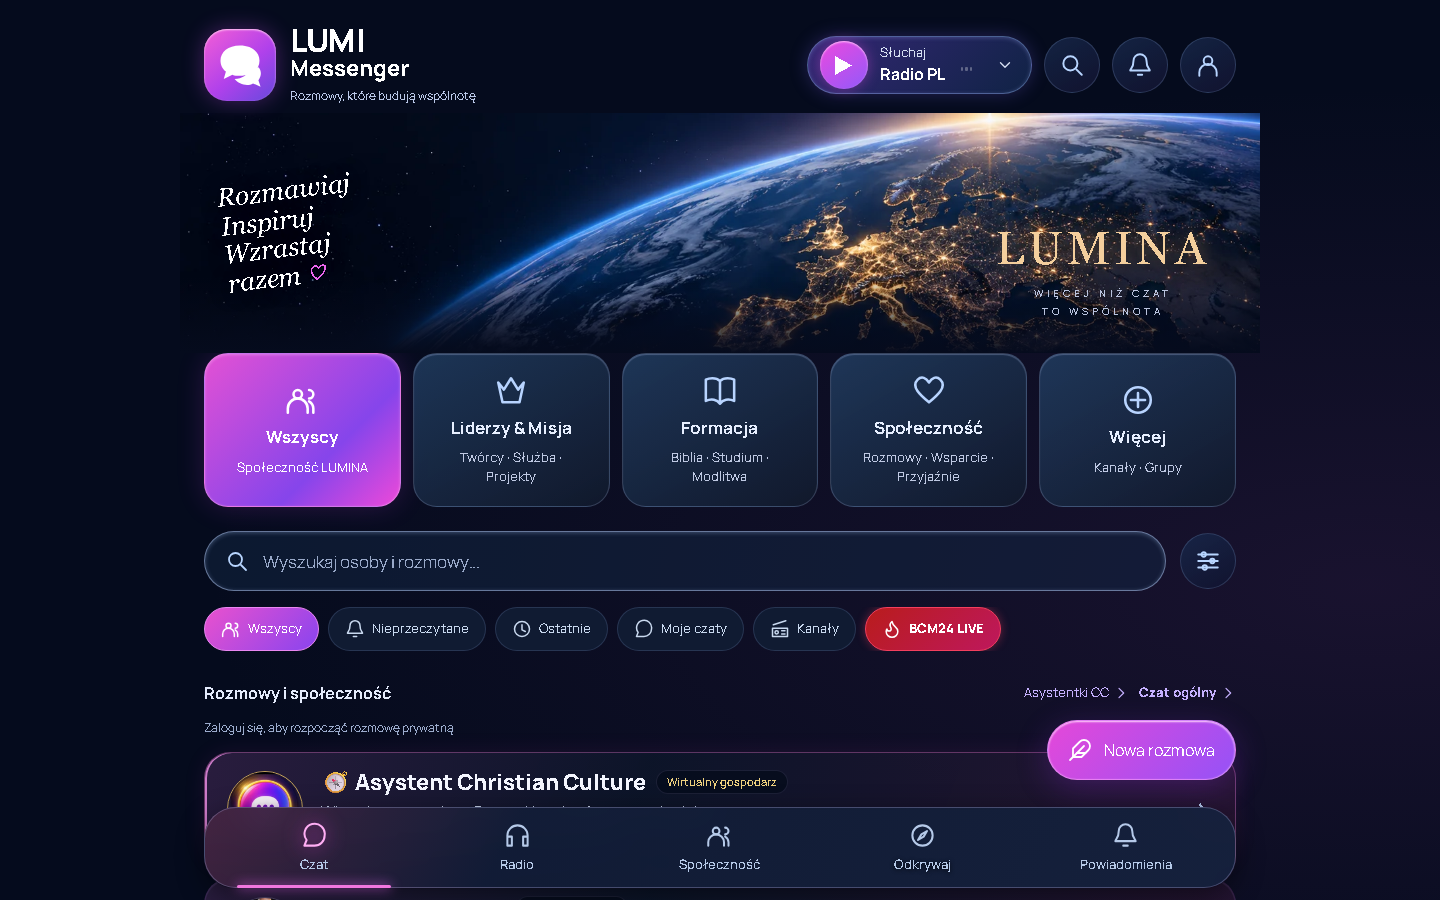 LUMI
Messenger
Rozmowy, które budują wspólnotę
Słuchaj
Radio PL
Rozmawiaj
Inspiruj
Wzrastaj
razem
LUMINA
WIĘCEJ NIŻ CZAT
TO WSPÓLNOTA
Wszyscy
Społeczność LUMINA
Liderzy & Misja
Twórcy · Służba ·
Projekty
Formacja
Biblia · Studium ·
Modlitwa
Społeczność
Rozmowy · Wsparcie ·
Przyjaźnie
Więcej
Kanały · Grupy
Wyszukaj osoby i rozmowy...
Wszyscy
Nieprzeczytane
Ostatnie
Moje czaty
Kanały
BCM24 LIVE
Rozmowy i społeczność
Asystentki CC
Czat ogólny
Zaloguj się, aby rozpocząć rozmowę prywatną
Nowa rozmowa
Asystent Christian Culture
Wirtualny gospodarz
Czat
Radio
Społeczność
Odkrywaj
Powiadomienia